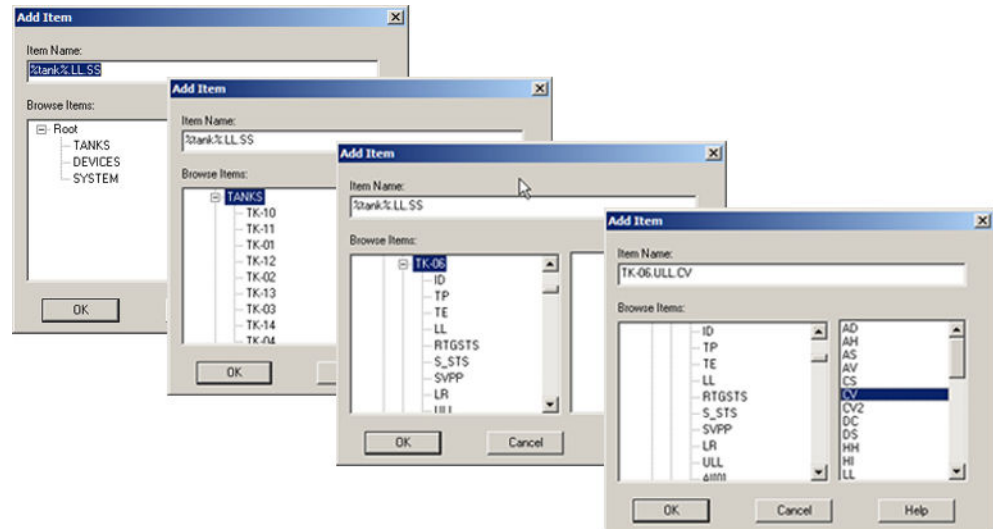 Add Item
Item Name:
%tank%.LL.SS
Browse Items:
Root
TANKS
DEVICES
SYSTEM
OK
Add Item
Item Name:
%tank%.LL.SS
Browse Items:
TANKS
TK-10
TK-11
TK-01
TK-12
TK-02
TK-13
TK-03
TK-14
TK-04
OK
Add Item
Item Name:
%tank%.LL.SS
Browse Items:
TK-06
ID
TP
TE
LL
RTGSTS
S_STS
SVPP
LR
ULL
OK
Cancel
Add Item
Item Name:
TK-06.ULL.CV
Browse Items:
ID
TP
TE
LL
RTGSTS
S_STS
SVPP
LR
ULL
AD
AH
AS
AV
CS
CV
CV2
DC
DS
HH
HI
LL
OK
Cancel
Help